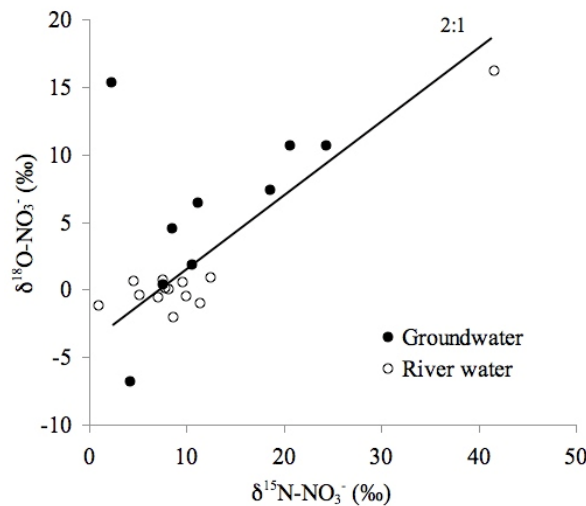 20
2:1
15
10
δ¹⁸O-NO₃⁻ (‰)
5
0
-5
-10
● Groundwater
○ River water
0 10 20 30 40 50
δ¹⁵N-NO₃⁻ (‰)